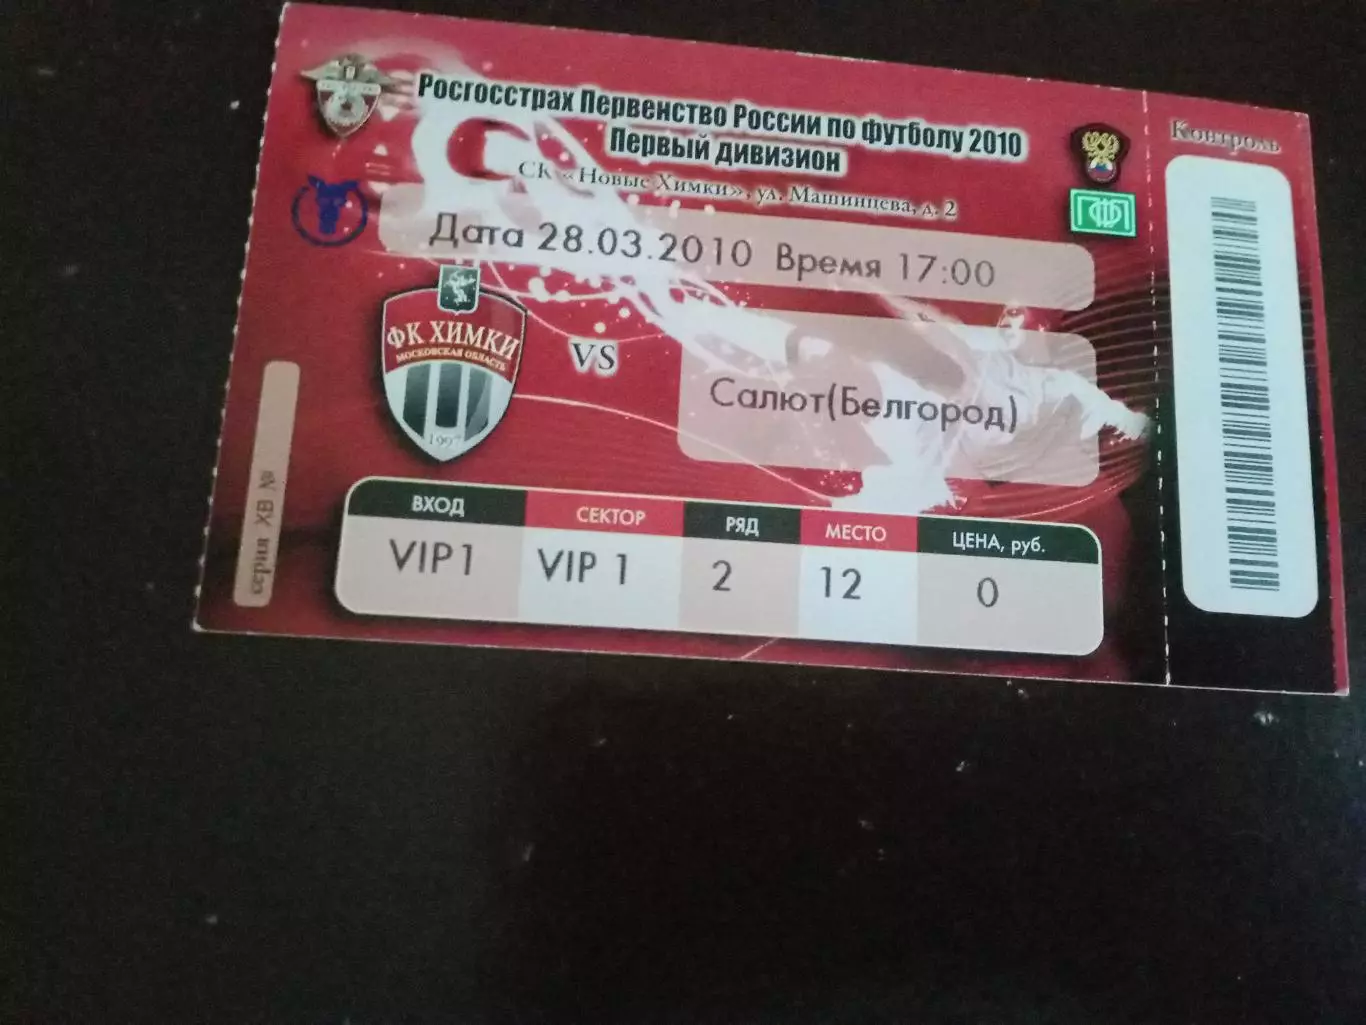 Росгосстрах Первенство России по футболу 2010
Первый дивизион
СК «Новые Химки», ул. Машинцева, д. 2
Контроль
Дата 28.03.2010 Время 17:00
ФК ХИМКИ
МОСКОВСКАЯ ОБЛАСТЬ
1997
VS
Салют(Белгород)
серия ХВ №
ВХОД СЕКТОР РЯД МЕСТО ЦЕНА, руб.
VIP1 VIP 1 2 12 0